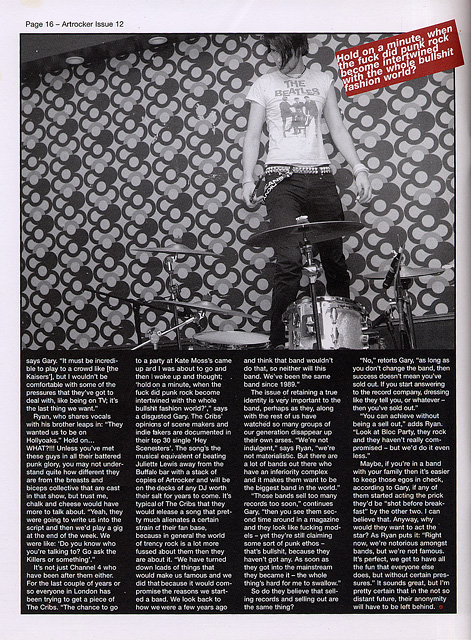 Page 16 – Artrocker Issue 12
Hold on a minute, when
the fuck did punk rock
become intertwined
with the whole bullshit
fashion world?
THE
BEATLES
says Gary. "It must be incredi-
ble to play to a crowd like [the
Kaisers'], but I wouldn't be
comfortable with some of the
pressures that they've got to
deal with, like being on TV; it's
the last thing we want."
Ryan, who shares vocals
with his brother leaps in: "They
wanted us to be on
Hollyoaks." Hold on...
WHAT?!!! Unless you've met
these guys in all their battered
punk glory, you may not under-
stand quite how different they
are from the breasts and
biceps collective that are cast
in that show, but trust me,
chalk and cheese would have
more to talk about. "Yeah, they
were going to write us into the
script and then we'd play a gig
at the end of the week. We
were like: 'Do you know who
you're talking to? Go ask the
Killers or something'."
It's not just Channel 4 who
have been after them either.
For the last couple of years or
so everyone in London has
been trying to get a piece of
The Cribs. "The chance to go
to a party at Kate Moss's came
up and I was about to go and
then I woke up and thought;
'hold on a minute, when the
fuck did punk rock become
intertwined with the whole
bullshit fashion world?'," says
a disgusted Gary. The Cribs'
opinions of scene makers and
indie fakers are documented in
their top 30 single 'Hey
Scenesters'. The song's the
musical equivalent of beating
Juliette Lewis away from the
Buffalo bar with a stack of
copies of Artrocker and will be
on the decks of any DJ worth
their salt for years to come. It's
typical of The Cribs that they
would release a song that pret-
ty much alienates a certain
strain of their fan base,
because in general the world
of trency rock is a lot more
fussed about them than they
are about it. "We have turned
down loads of things that
would make us famous and we
did that because it would com-
promise the reasons we start-
ed a band. We look back to
how we were a few years ago
and think that band wouldn't
do that, so neither will this
band. We've been the same
band since 1989."
The issue of retaining a true
identity is very important to the
band, perhaps as they, along
with the rest of us have
watched so many groups of
our generation disappear up
their own arses. "We're not
indulgent," says Ryan, "we're
not materialistic. But there are
a lot of bands out there who
have an inferiority complex
and it makes them want to be
the biggest band in the world."
"Those bands sell too many
records too soon," continues
Gary, "then you see them sec-
ond time around in a magazine
and they look like fucking mod-
els – yet they're still claiming
some sort of punk ethos –
that's bullshit, because they
haven't got any. As soon as
they got into the mainstream
they became it – the whole
thing's hard for me to swallow."
So do they believe that sell-
ing records and selling out are
the same thing?
"No," retorts Gary, "as long as
you don't change the band, then
success doesn't mean you've
sold out. If you start answering
to the record company, dressing
like they tell you, or whatever –
then you've sold out."
"You can achieve without
being a sell out," adds Ryan.
"Look at Bloc Party, they rock
and they haven't really com-
promised – but we'd do it even
less."
Maybe, if you're in a band
with your family then it's easier
to keep those egos in check,
according to Gary, if any of
them started acting the prick
they'd be "shot before break-
fast" by the other two. I can
believe that. Anyway, why
would they want to act the
star? As Ryan puts it: "Right
now, we're notorious amongst
bands, but we're not famous.
It's perfect, we get to have all
the fun that everyone else
does, but without certain pres-
sures." It sounds great, but I'm
pretty certain that in the not so
distant future, their anonymity
will have to be left behind.